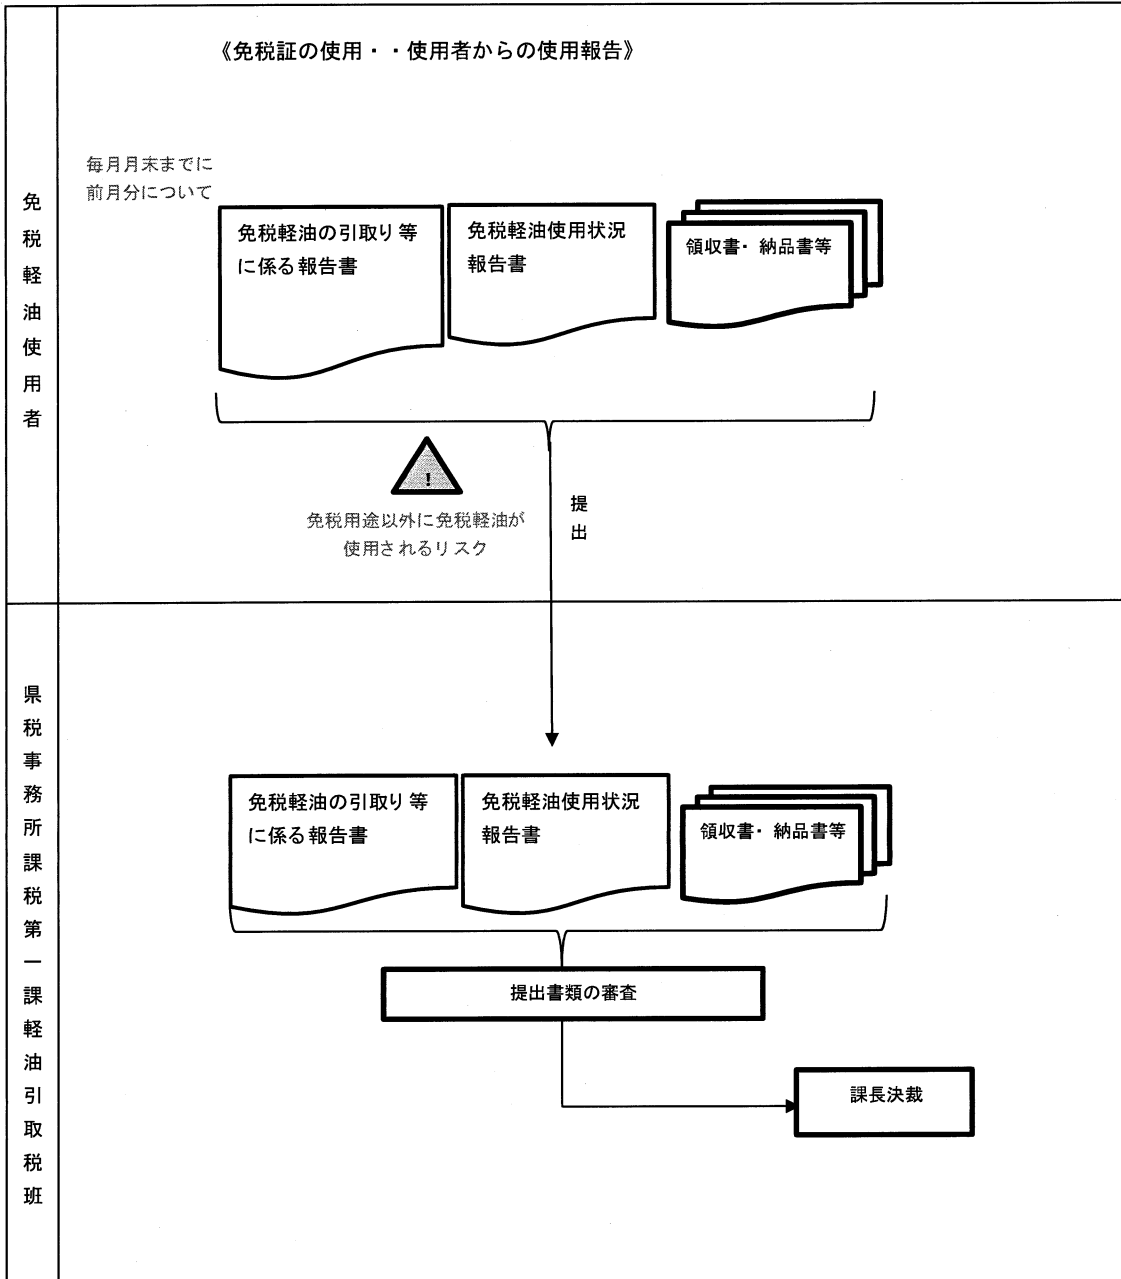 《免税証の使用・・使用者からの使用報告》
免税軽油使用者
毎月月末までに
前月分について
免税軽油の引取り等
に係る報告書
免税軽油使用状況
報告書
領収書・納品書等
!
免税用途以外に免税軽油が
使用されるリスク
提出
県税事務所課税第一課軽油引取税班
免税軽油の引取り等
に係る報告書
免税軽油使用状況
報告書
領収書・納品書等
提出書類の審査
課長決裁